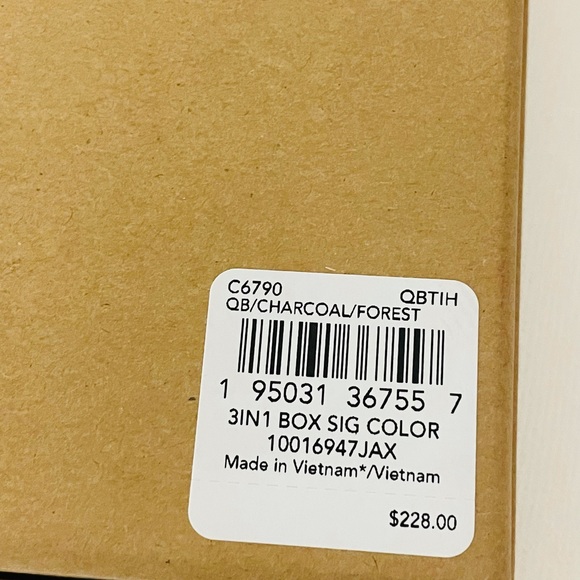 C6790 QBTIH
QB/CHARCOAL/FOREST
1 95031 36755 7
3IN1 BOX SIG COLOR
10016947JAX
Made in Vietnam*/Vietnam
$228.00